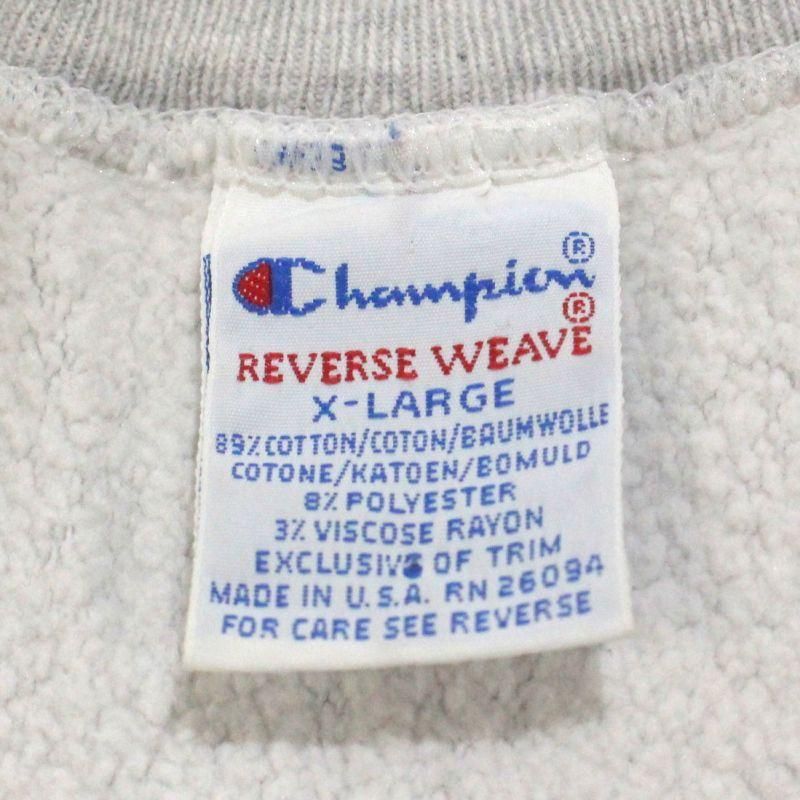 Champion ®
REVERSE WEAVE ®
X-LARGE
89% COTTON/COTON/BAUMWOLLE
COTONE/KATOEN/BOMULD
8% POLYESTER
3% VISCOSE RAYON
EXCLUSIVE OF TRIM
MADE IN U.S.A. RN 26094
FOR CARE SEE REVERSE